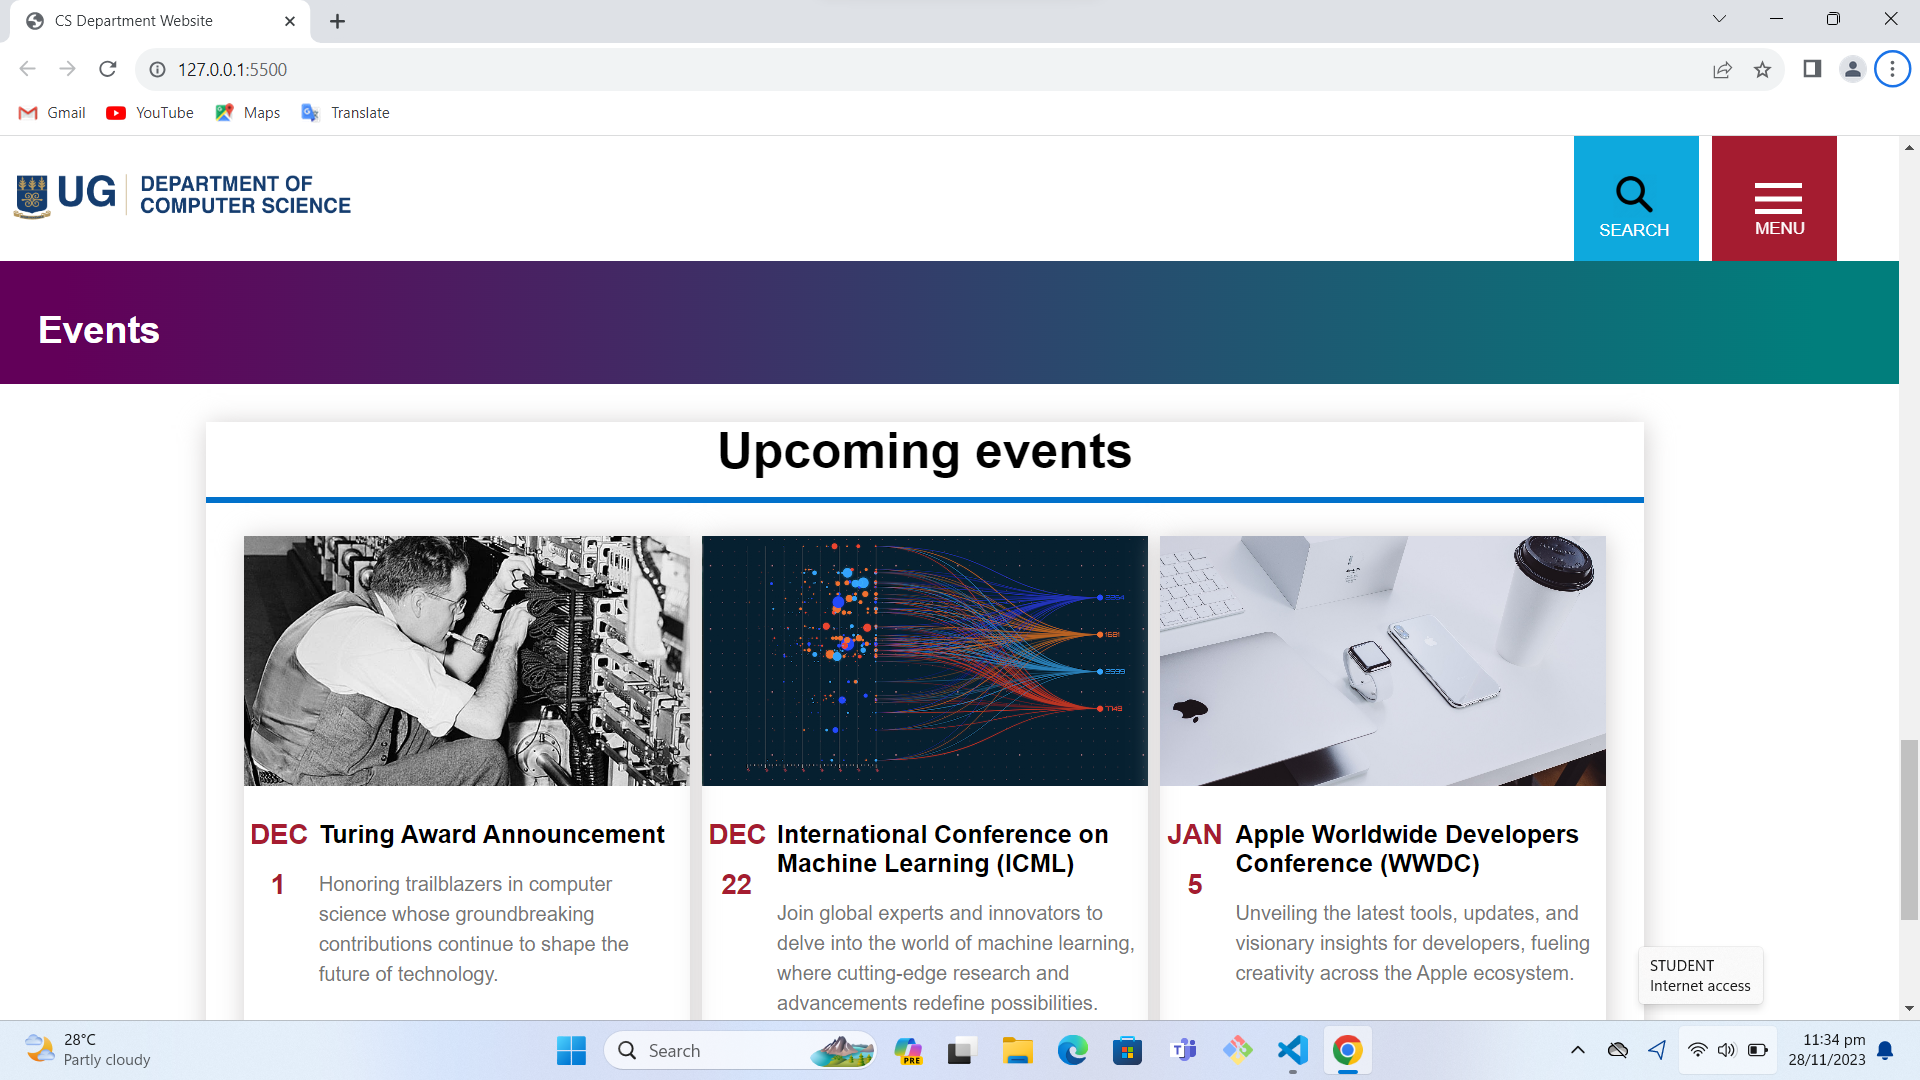 CS Department Website
127.0.0.1:5500
Gmail YouTube Maps Translate
UG DEPARTMENT OF
COMPUTER SCIENCE
SEARCH
MENU
Events
Upcoming events
DEC
1
Turing Award Announcement
Honoring trailblazers in computer
science whose groundbreaking
contributions continue to shape the
future of technology.
DEC
22
International Conference on
Machine Learning (ICML)
Join global experts and innovators to
delve into the world of machine learning,
where cutting-edge research and
advancements redefine possibilities.
JAN
5
Apple Worldwide Developers
Conference (WWDC)
Unveiling the latest tools, updates, and
visionary insights for developers, fueling
creativity across the Apple ecosystem.
STUDENT
Internet access
28°C
Partly cloudy
Search
PRE
11:34 pm
28/11/2023